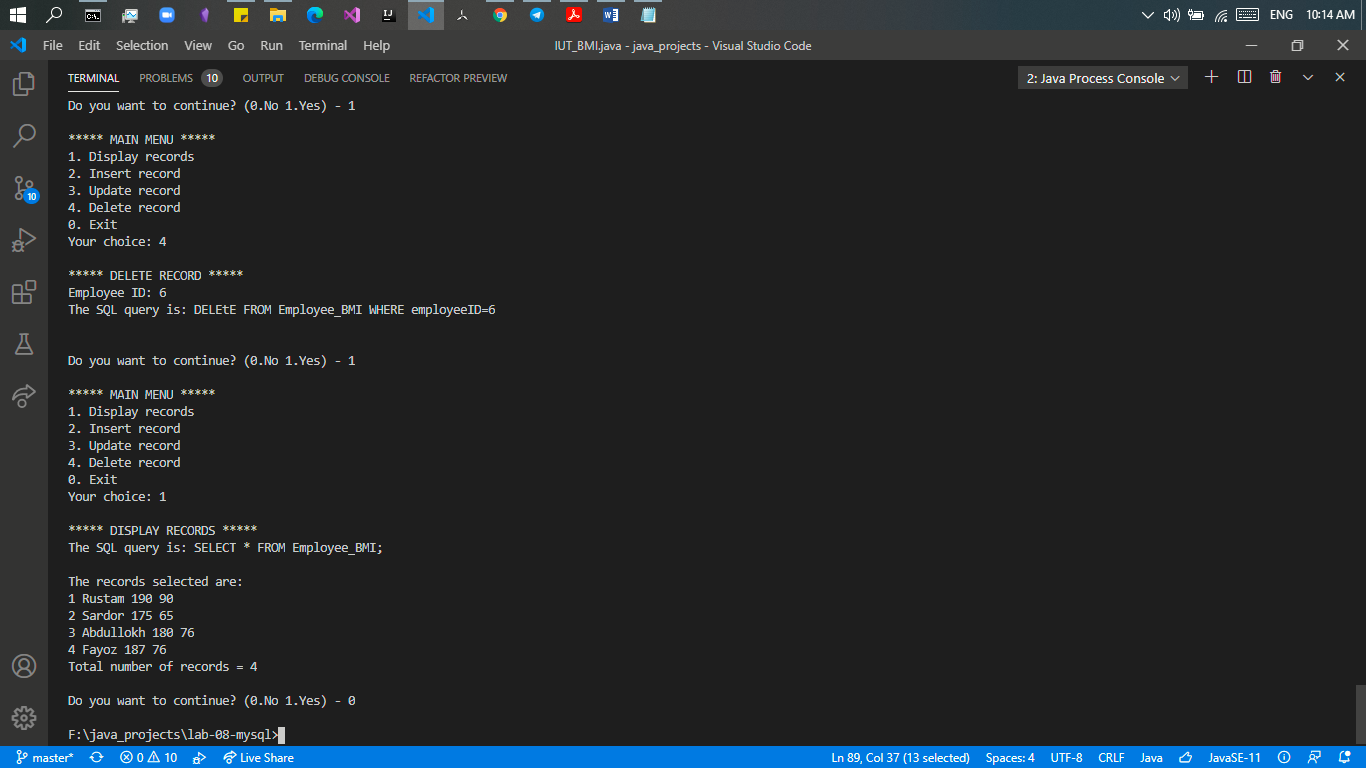 ENG 10:14 AM
File Edit Selection View Go Run Terminal Help IUT_BMI.java - java_projects - Visual Studio Code
TERMINAL PROBLEMS 10 OUTPUT DEBUG CONSOLE REFACTOR PREVIEW 2: Java Process Console
Do you want to continue? (0.No 1.Yes) - 1
***** MAIN MENU *****
1. Display records
2. Insert record
3. Update record
4. Delete record
0. Exit
Your choice: 4
***** DELETE RECORD *****
Employee ID: 6
The SQL query is: DELEtE FROM Employee_BMI WHERE employeeID=6
Do you want to continue? (0.No 1.Yes) - 1
***** MAIN MENU *****
1. Display records
2. Insert record
3. Update record
4. Delete record
0. Exit
Your choice: 1
***** DISPLAY RECORDS *****
The SQL query is: SELECT * FROM Employee_BMI;
The records selected are:
1 Rustam 190 90
2 Sardor 175 65
3 Abdullokh 180 76
4 Fayoz 187 76
Total number of records = 4
Do you want to continue? (0.No 1.Yes) - 0
F:\java_projects\lab-08-mysql>
10
master* 0 10 Live Share Ln 89, Col 37 (13 selected) Spaces: 4 UTF-8 CRLF Java JavaSE-11